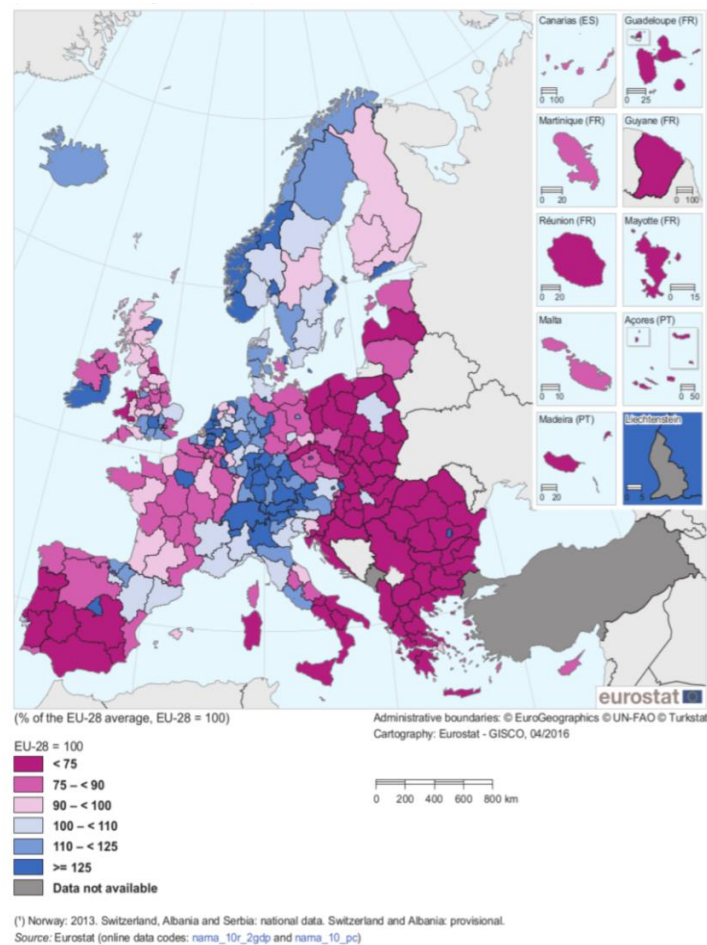 Canarias (ES)
0 100
Guadeloupe (FR)
0 25
Martinique (FR)
0 20
Guyane (FR)
0 100
Réunion (FR)
0 20
Mayotte (FR)
0 15
Malta
0 10
Açores (PT)
0 50
Madeira (PT)
0 20
Liechtenstein
0 5
eurostat
(% of the EU-28 average, EU-28 = 100)
Administrative boundaries: © EuroGeographics © UN-FAO © Turkstat
Cartography: Eurostat - GISCO, 04/2016
EU-28 = 100
< 75
75 – < 90
90 – < 100
100 – < 110
110 – < 125
>= 125
Data not available
0 200 400 600 800 km
(¹) Norway: 2013. Switzerland, Albania and Serbia: national data. Switzerland and Albania: provisional.
Source: Eurostat (online data codes: nama_10r_2gdp and nama_10_pc)